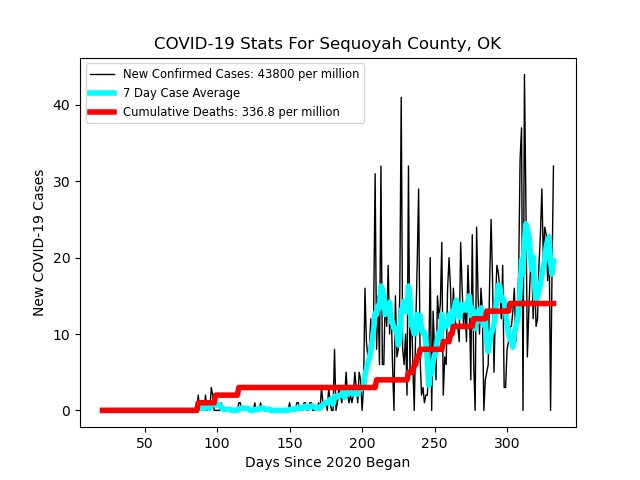 COVID-19 Stats For Sequoyah County, OK
New Confirmed Cases: 43800 per million
7 Day Case Average
Cumulative Deaths: 336.8 per million
New COVID-19 Cases
40
30
20
10
0
50 100 150 200 250 300
Days Since 2020 Began